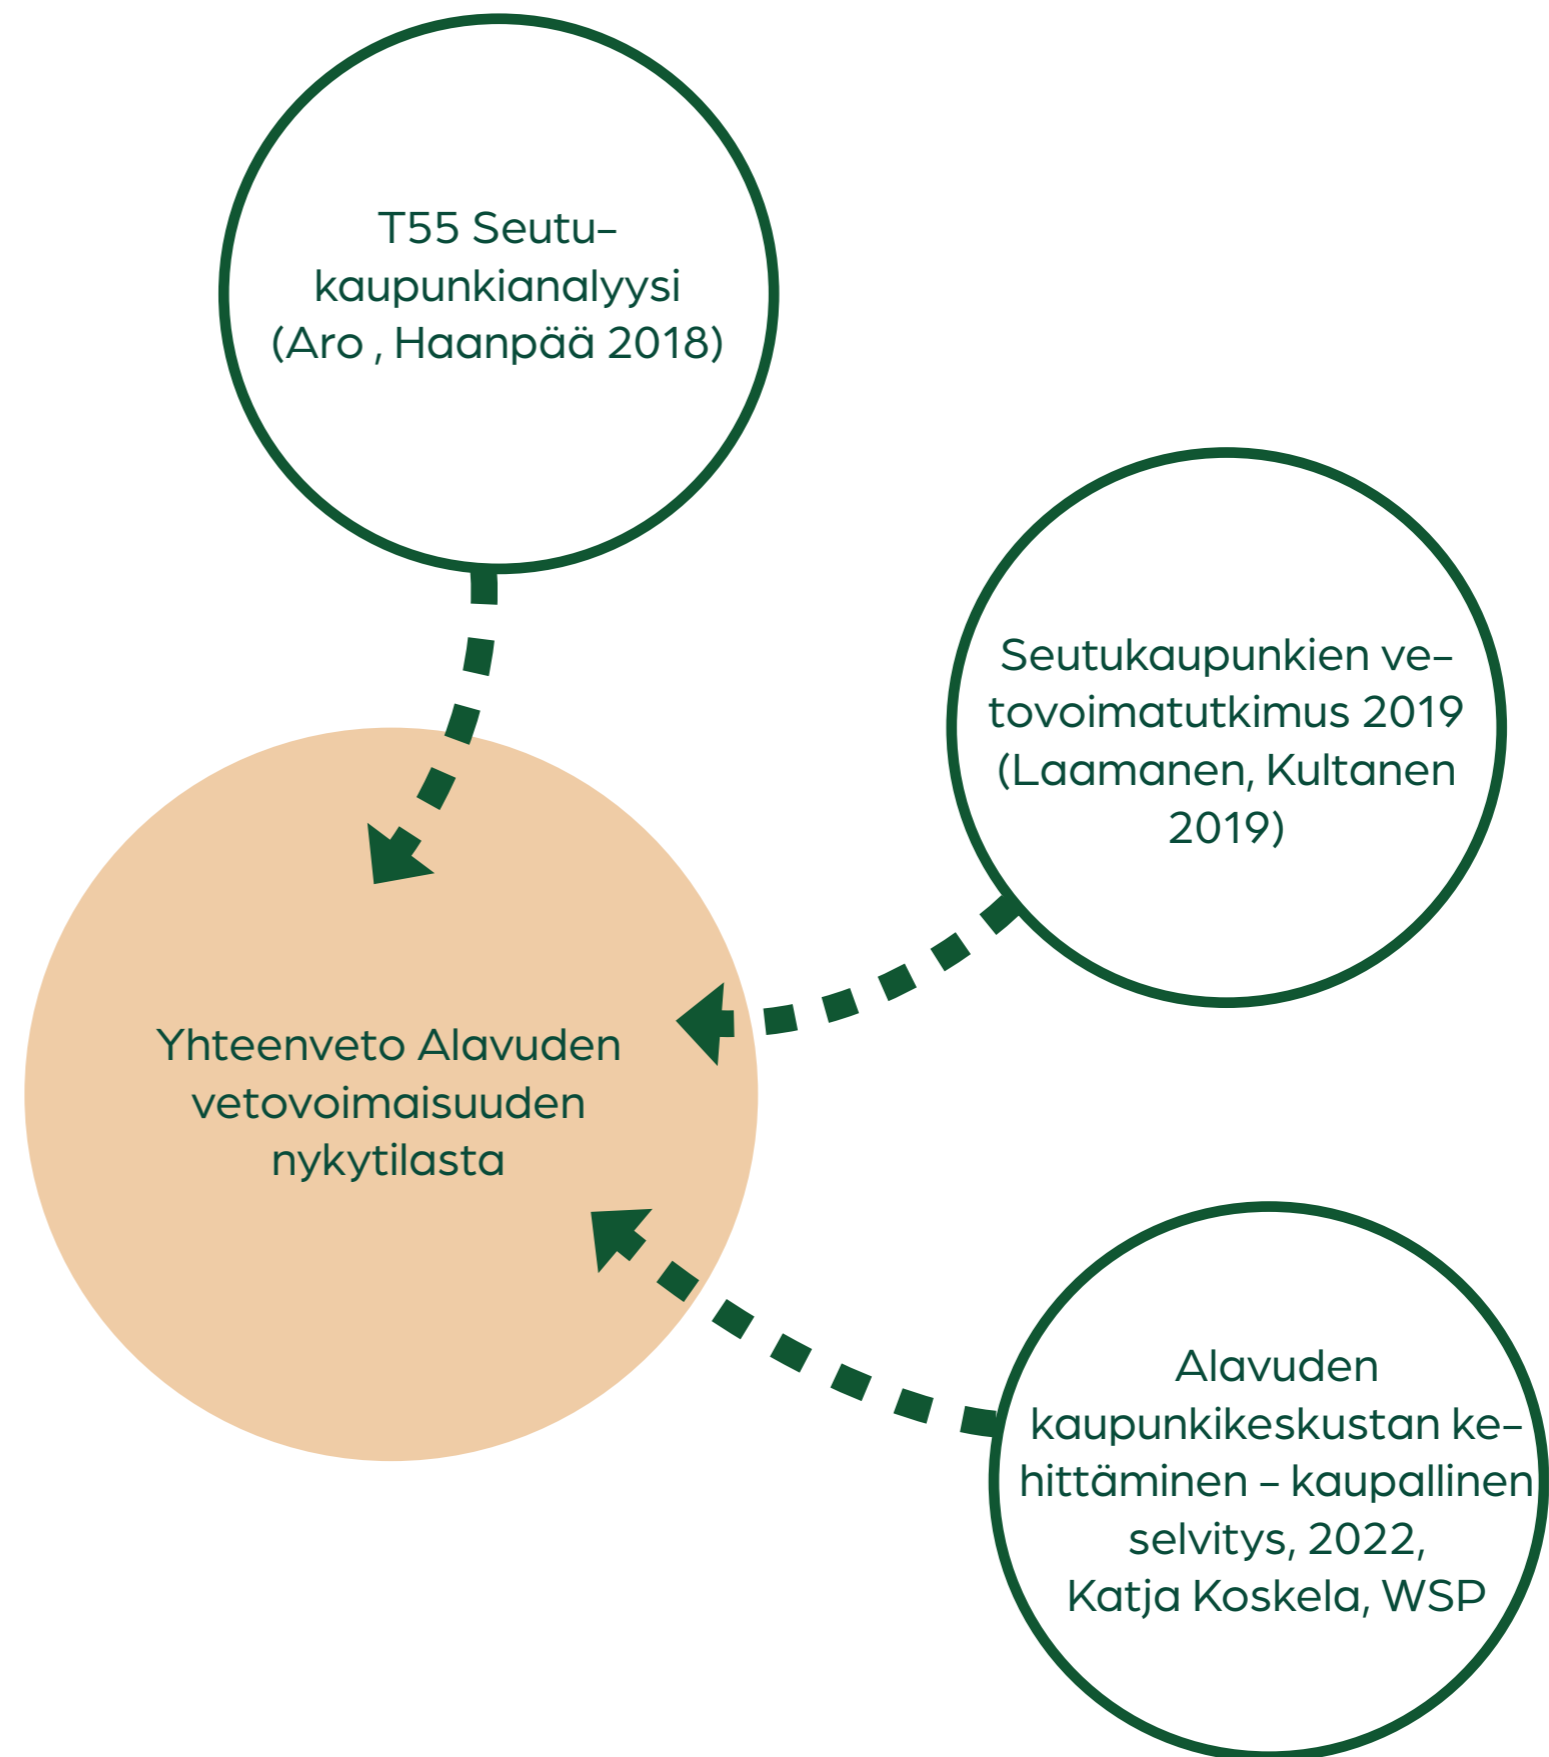 T55 Seutu-
kaupunkianalyysi
(Aro , Haanpää 2018)
Seutukaupunkien ve-
tovoimatutkimus 2019
(Laamanen, Kultanen
2019)
Yhteenveto Alavuden
vetovoimaisuuden
nykytilasta
Alavuden
kaupunkikeskustan ke-
hittäminen - kaupallinen
selvitys, 2022,
Katja Koskela, WSP